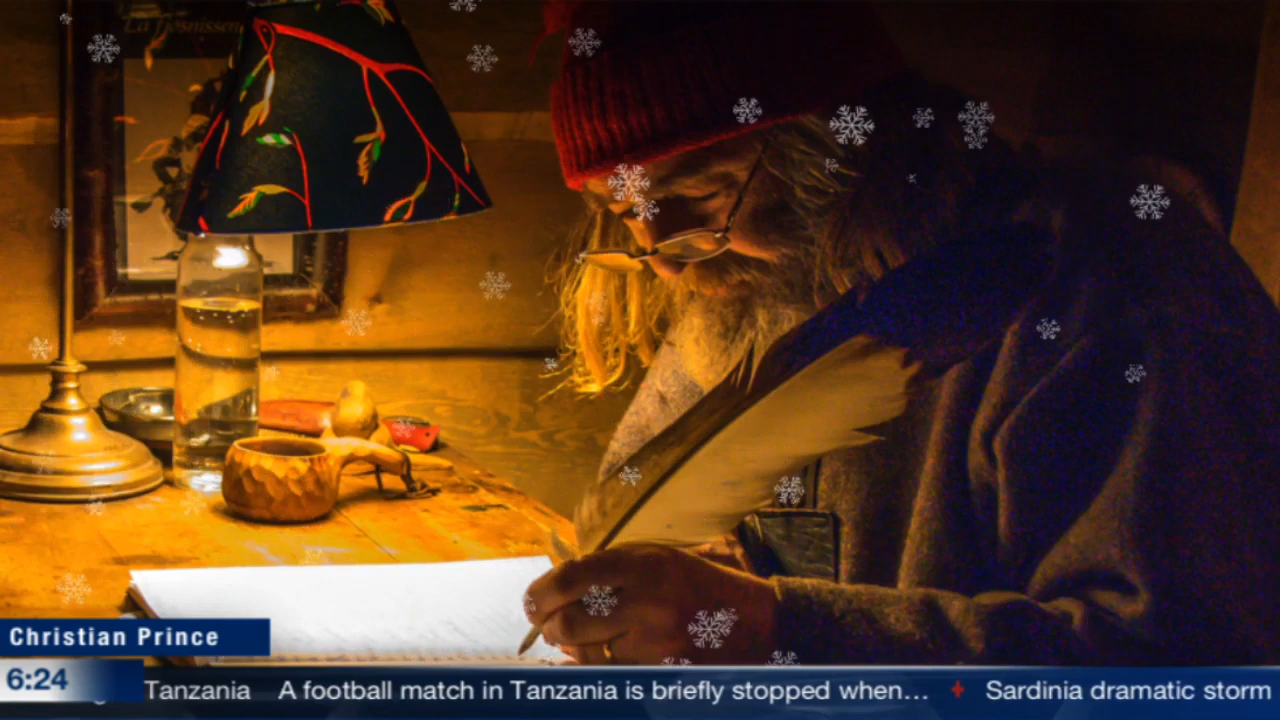 Christian Prince
6:24
Tanzania A football match in Tanzania is briefly stopped when... Sardinia dramatic storm